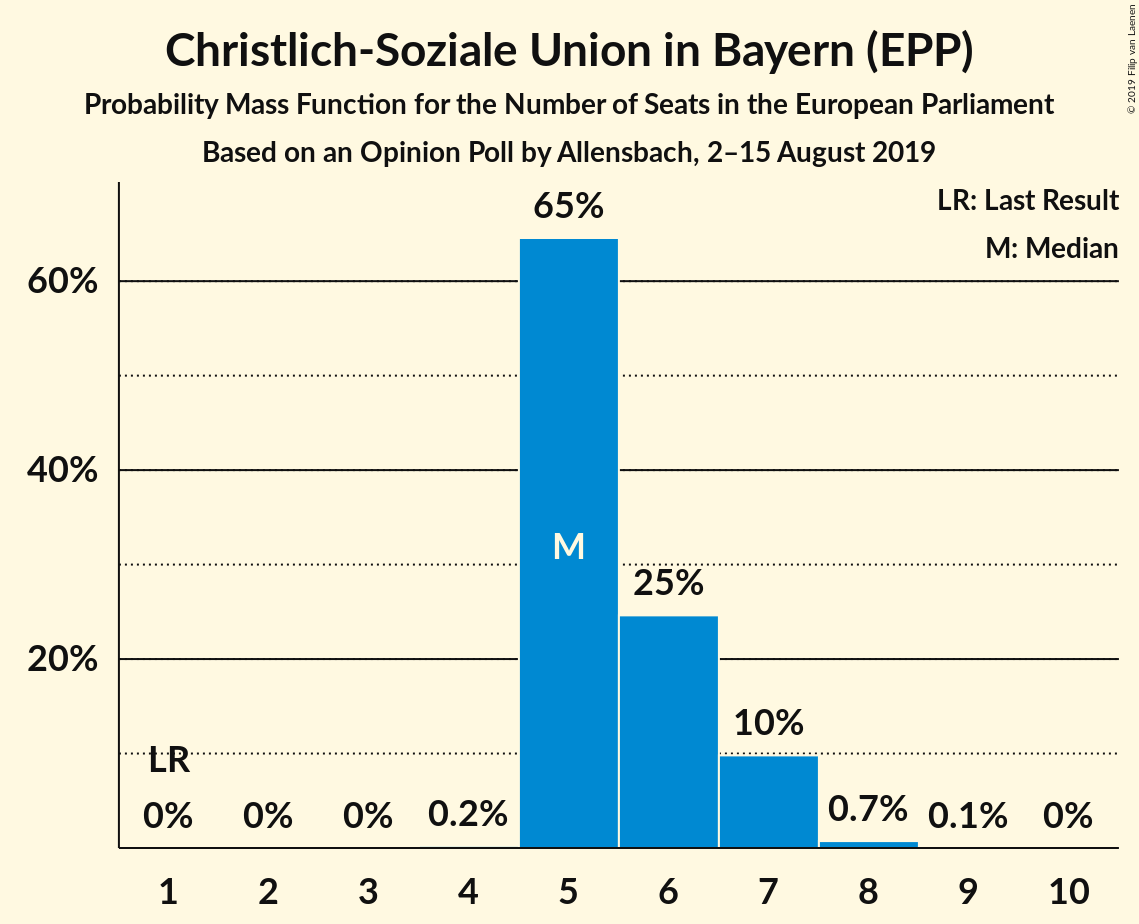 Christlich-Soziale Union in Bayern (EPP)
Probability Mass Function for the Number of Seats in the European Parliament
Based on an Opinion Poll by Allensbach, 2–15 August 2019
© 2019 Filip van Laenen
LR: Last Result
M: Median
65%
60%
40%
M
25%
20%
10%
LR
0%
0%
0%
0.2%
0.7%
0.1%
0%
1
2
3
4
5
6
7
8
9
10